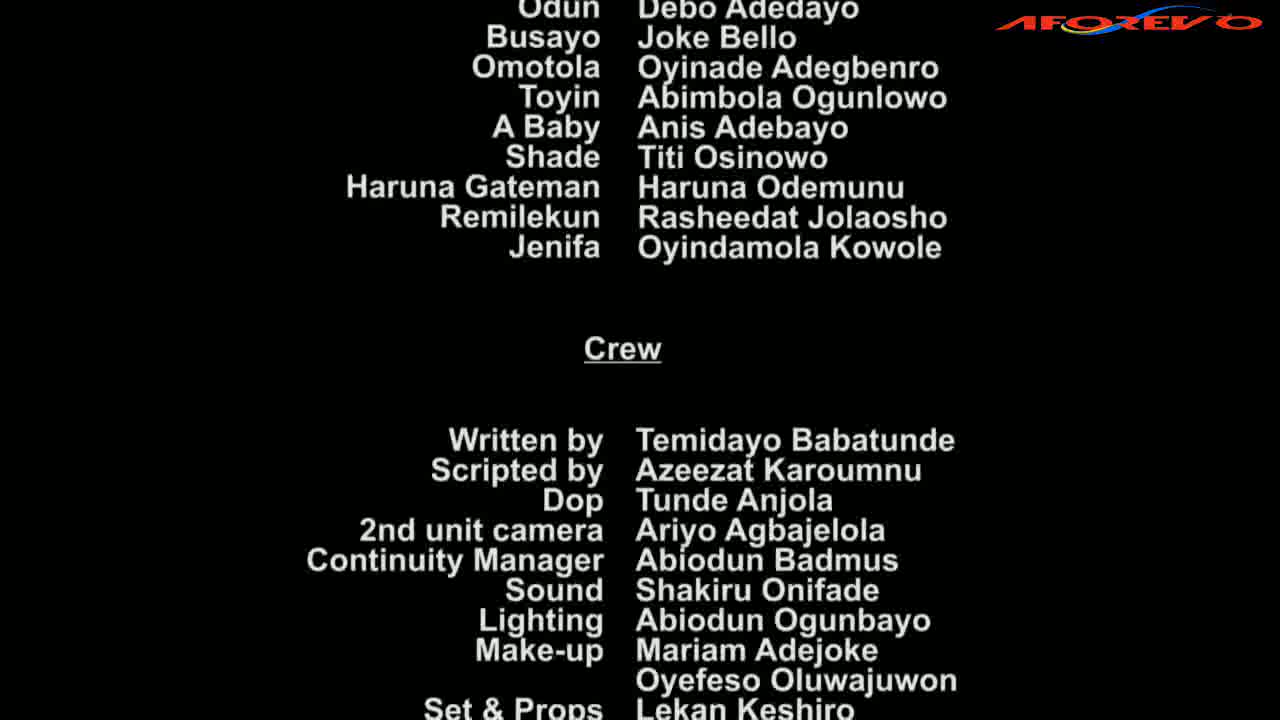 AFOREVO
Odun Debo Adedayo
Busayo Joke Bello
Omotola Oyinade Adegbenro
Toyin Abimbola Ogunlowo
A Baby Anis Adebayo
Shade Titi Osinowo
Haruna Gateman Haruna Odemunu
Remilekun Rasheedat Jolaosho
Jenifa Oyindamola Kowole
Crew
Written by Temidayo Babatunde
Scripted by Azeezat Karoumnu
Dop Tunde Anjola
2nd unit camera Ariyo Agbajelola
Continuity Manager Abiodun Badmus
Sound Shakiru Onifade
Lighting Abiodun Ogunbayo
Make-up Mariam Adejoke
Oyefeso Oluwajuwon
Set & Props Lekan Keshiro